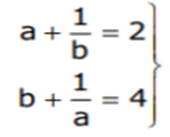 a + 1/b = 2
b + 1/a = 4